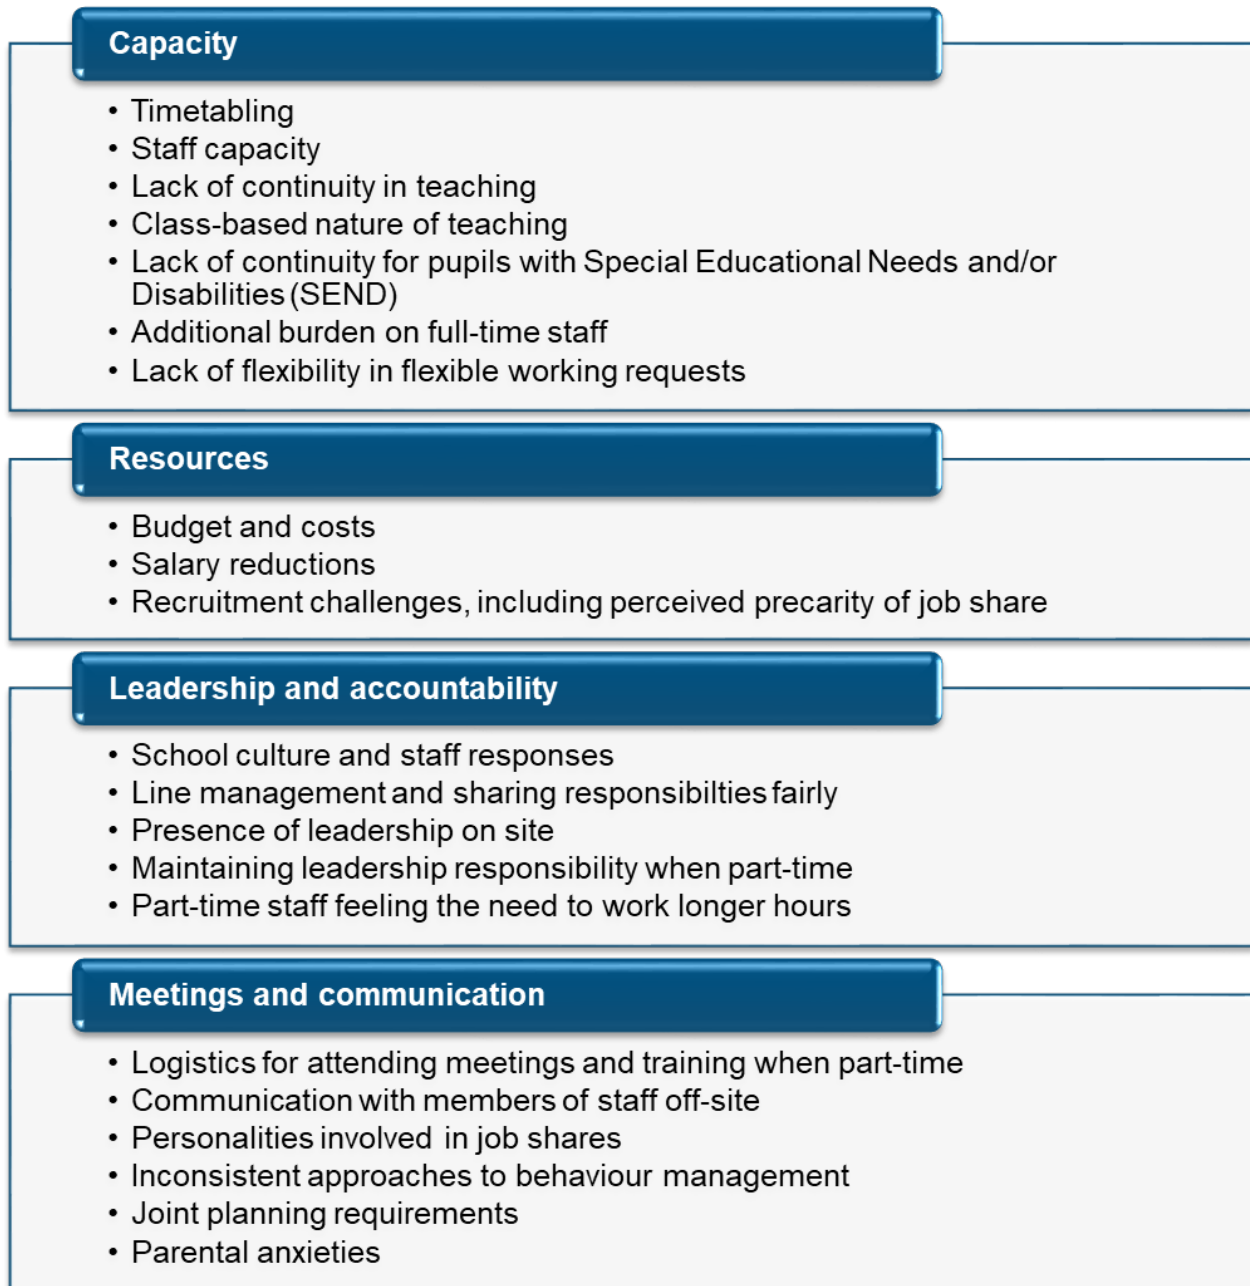 Capacity
• Timetabling
• Staff capacity
• Lack of continuity in teaching
• Class-based nature of teaching
• Lack of continuity for pupils with Special Educational Needs and/or
Disabilities (SEND)
• Additional burden on full-time staff
• Lack of flexibility in flexible working requests
Resources
• Budget and costs
• Salary reductions
• Recruitment challenges, including perceived precarity of job share
Leadership and accountability
• School culture and staff responses
• Line management and sharing responsibilties fairly
• Presence of leadership on site
• Maintaining leadership responsibility when part-time
• Part-time staff feeling the need to work longer hours
Meetings and communication
• Logistics for attending meetings and training when part-time
• Communication with members of staff off-site
• Personalities involved in job shares
• Inconsistent approaches to behaviour management
• Joint planning requirements
• Parental anxieties